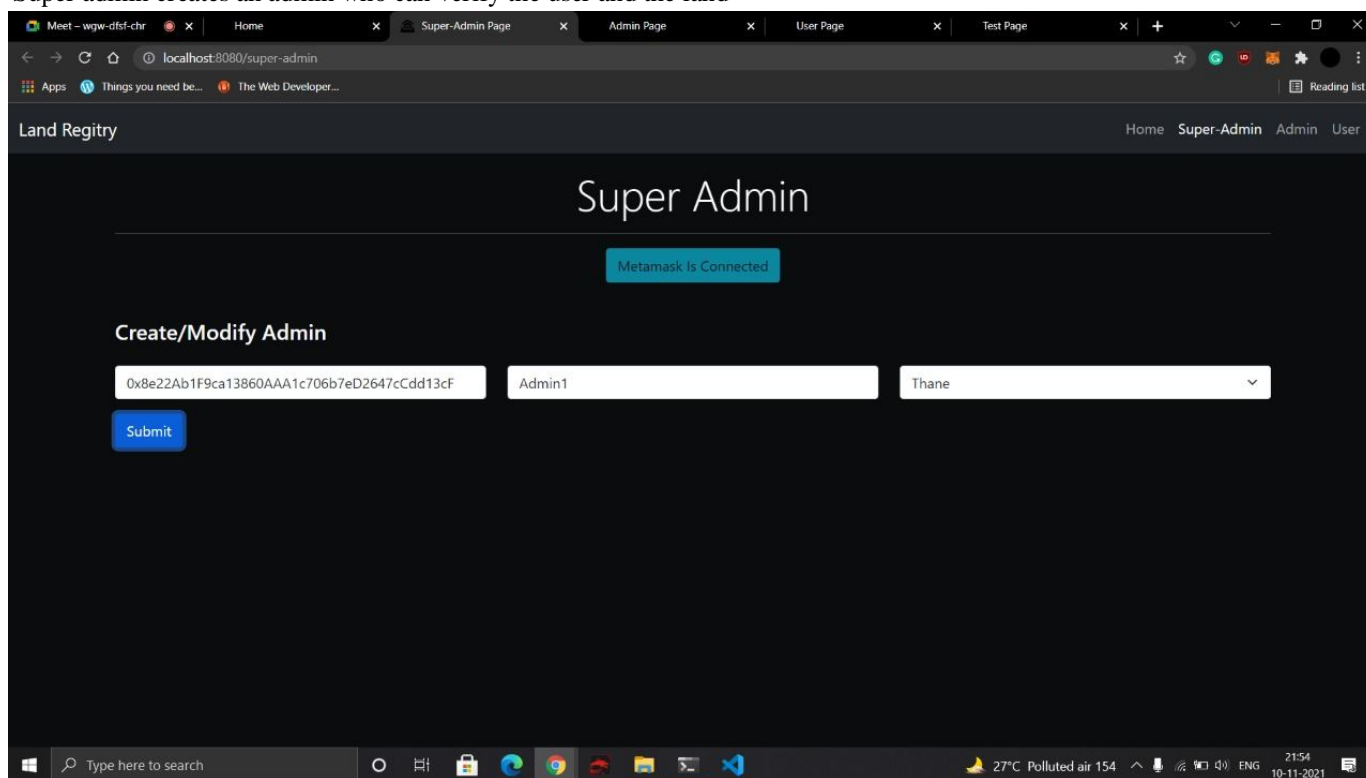 Super admin creates an admin who can verify the user and the land
Meet – wgw-dfsf-chr Home Super-Admin Page Admin Page User Page Test Page
localhost:8080/super-admin
Apps Things you need be... The Web Developer... Reading list
Land Regitry Home Super-Admin Admin User
Super Admin
Metamask Is Connected
Create/Modify Admin
0x8e22Ab1F9ca13860AAA1c706b7eD2647cCdd13cF Admin1 Thane
Submit
Type here to search 27°C Polluted air 154 ENG 21:54
10-11-2021